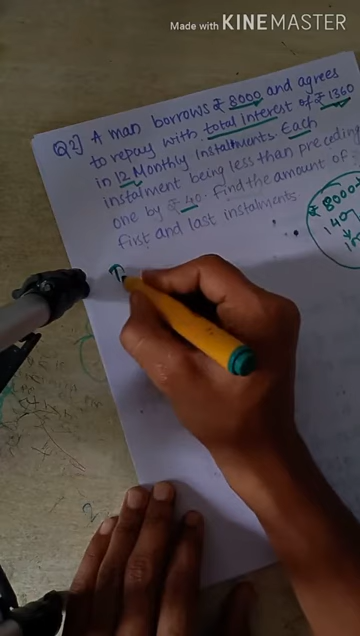 Made with KINEMASTER
Q2] A man borrows ₹ 8000 and agrees
to repay with total interest of ₹ 1360
in 12 Monthly Instalments. Each
instalment being less than preceding
one by ₹ 40. Find the amount of
first and last instalments
₹ 8000